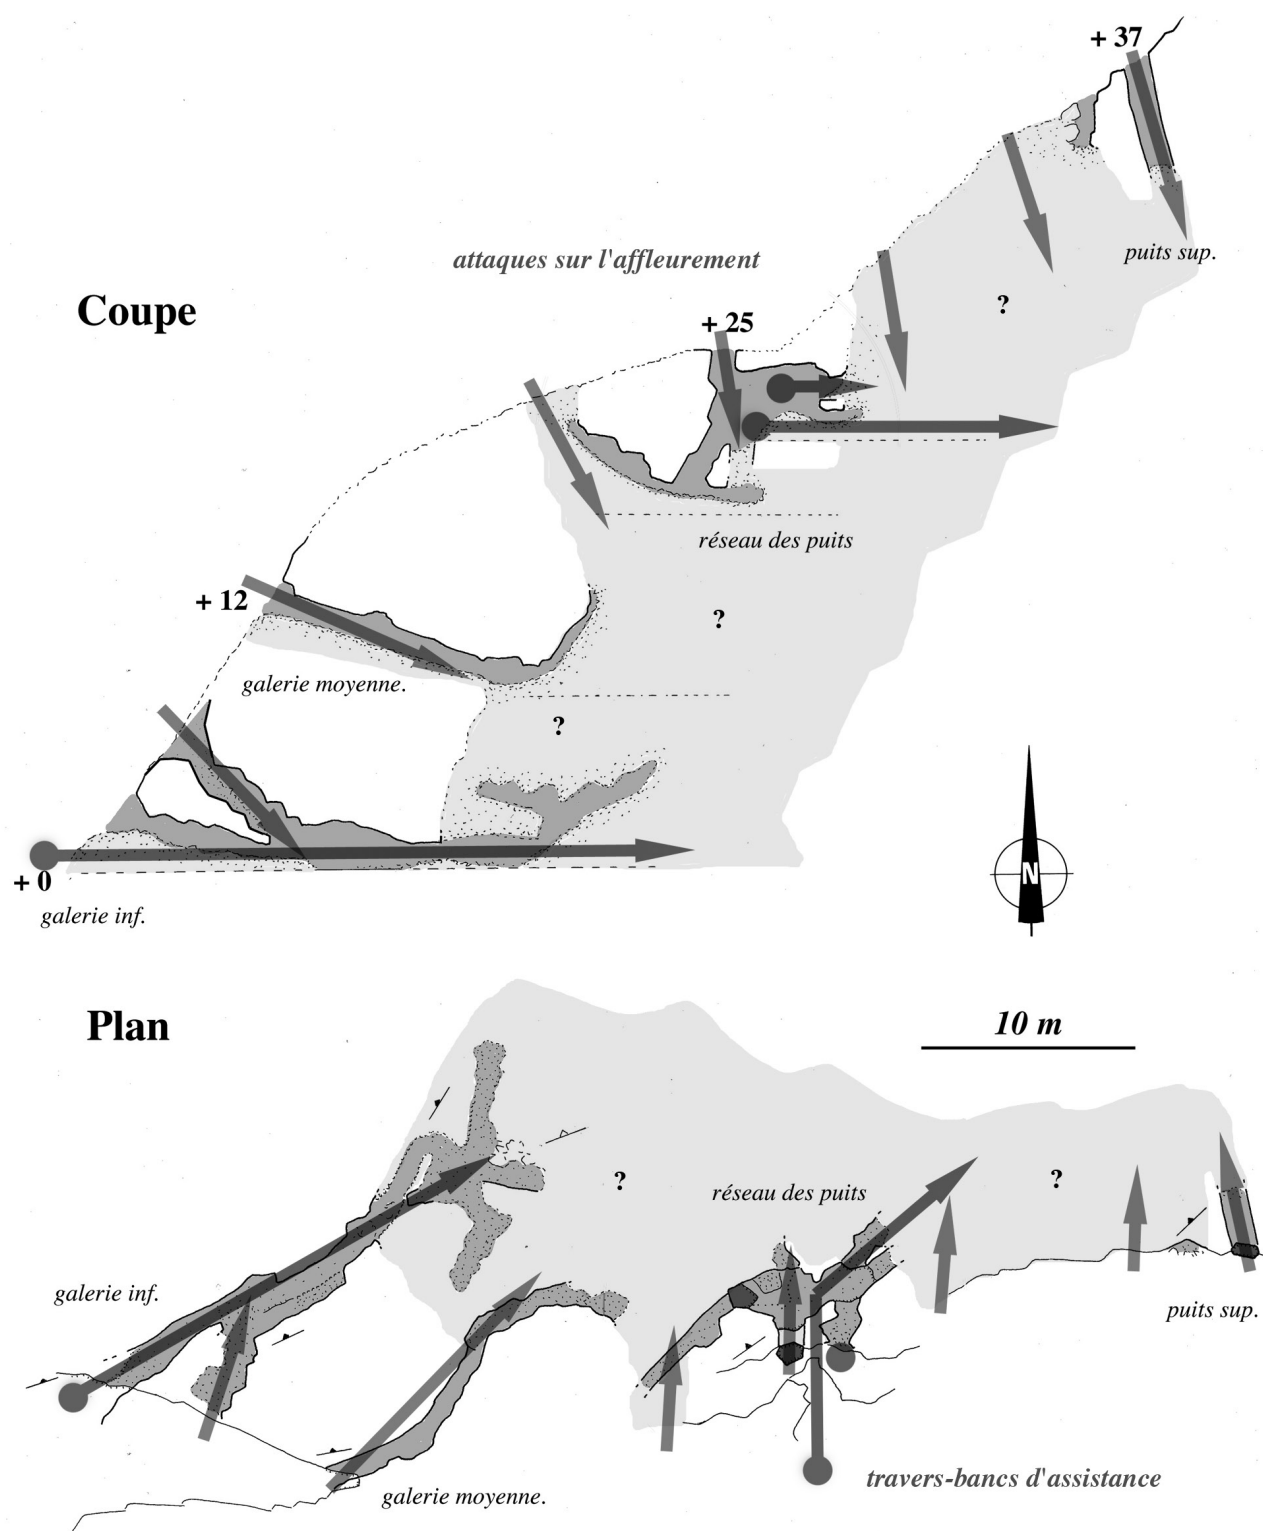 + 37
puits sup.
attaques sur l'affleurement
Coupe
?
+ 25
réseau des puits
+ 12
?
galerie moyenne.
?
+ 0
galerie inf.
N
Plan
10 m
?
réseau des puits
?
galerie inf.
puits sup.
travers-bancs d'assistance
galerie moyenne.